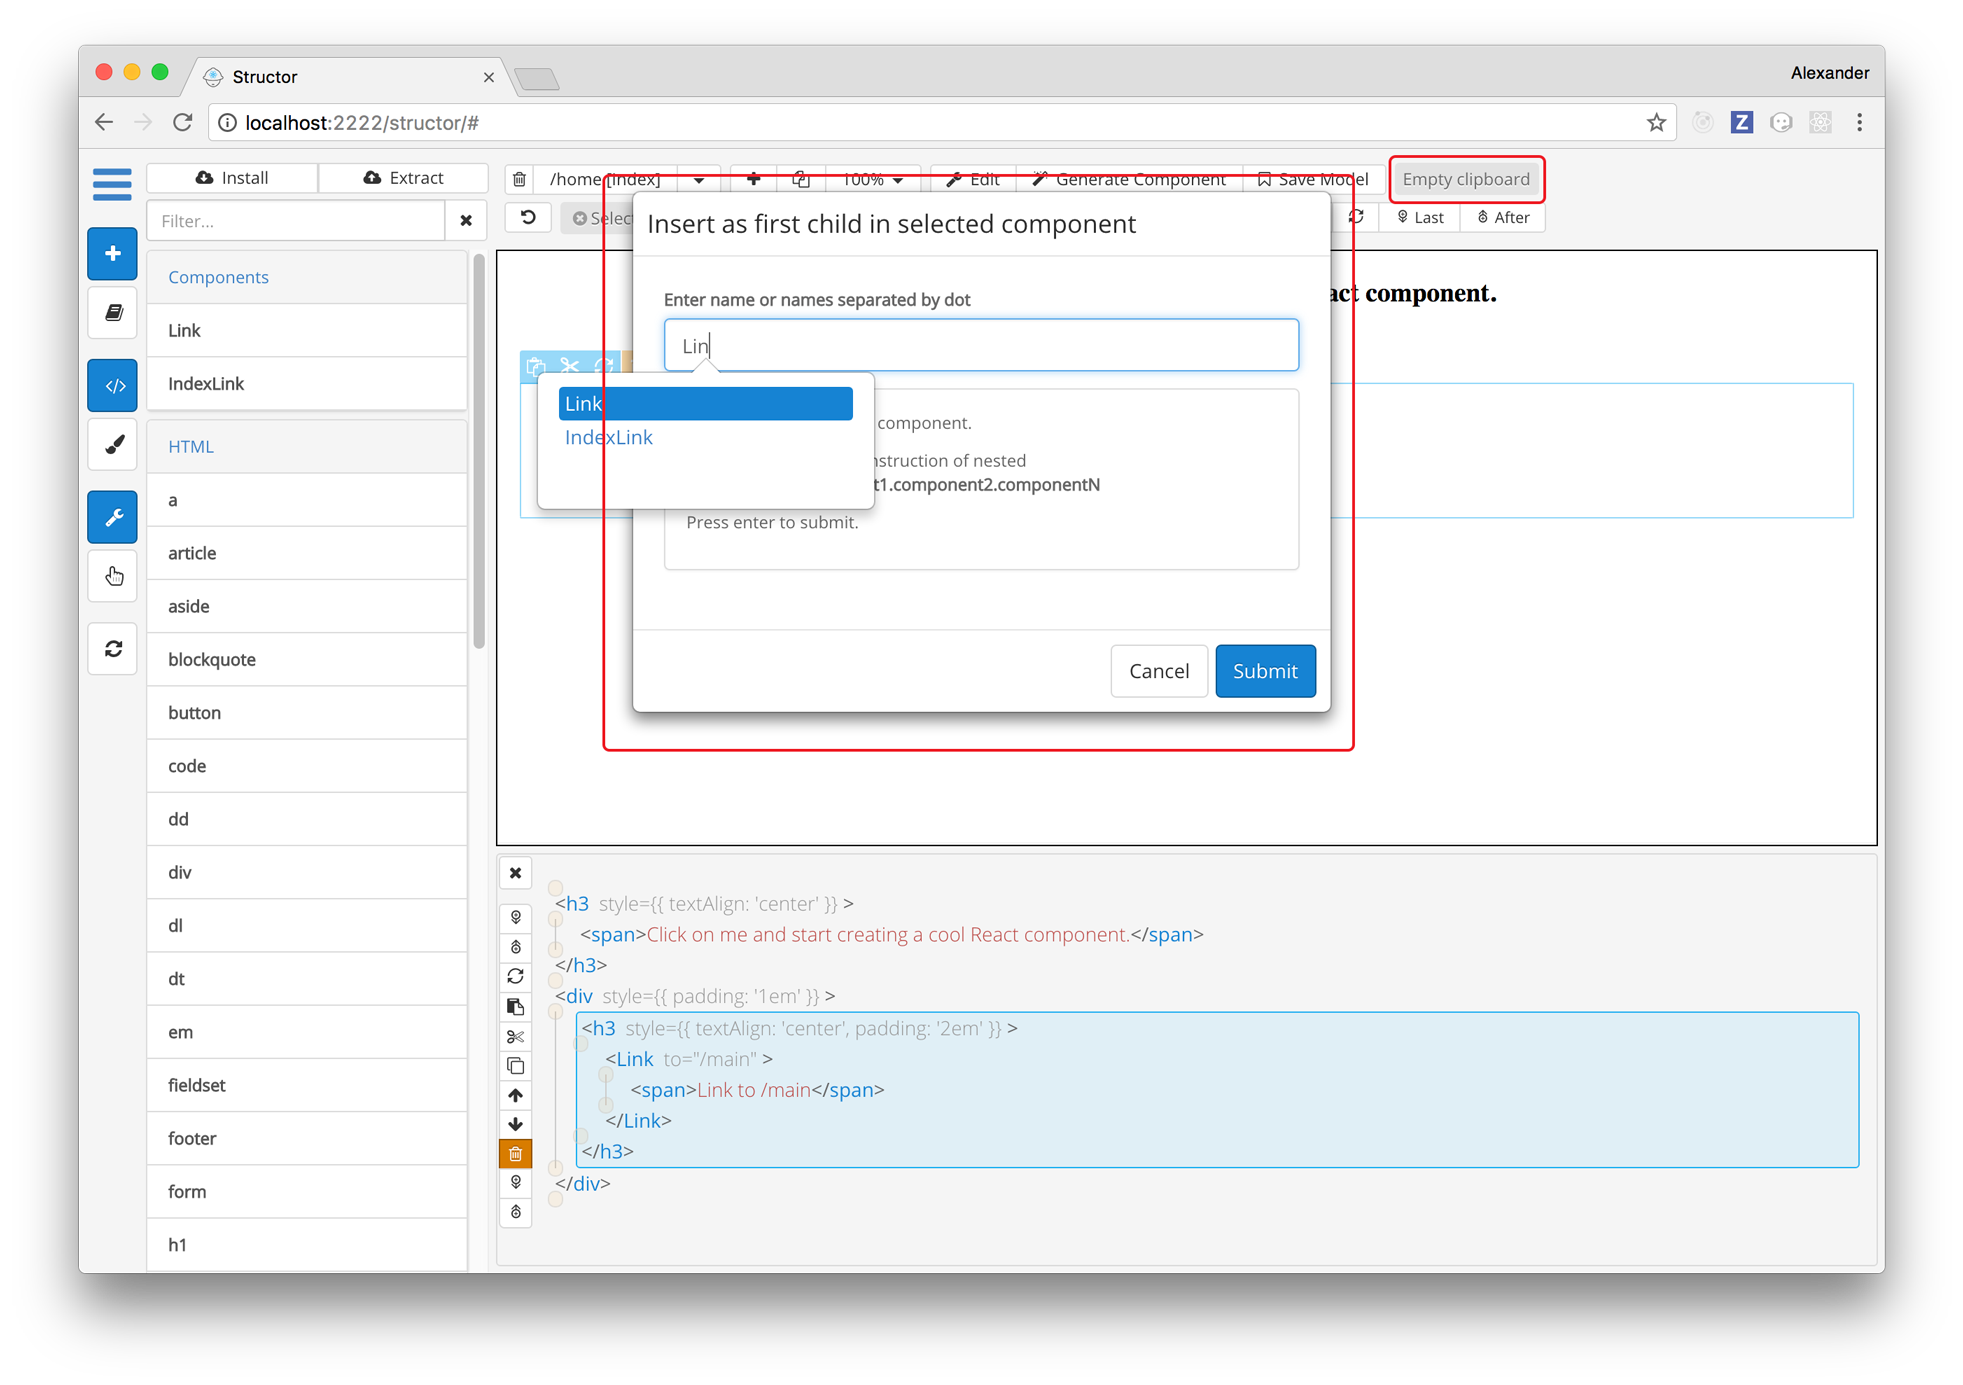 Structor
Alexander
localhost:2222/structor/#
Install
Extract
/home [Index]
100%
Edit
Generate Component
Save Model
Empty clipboard
Filter...
Last
After
Insert as first child in selected component
Components
Link
IndexLink
HTML
a
article
aside
blockquote
button
code
dd
div
dl
dt
em
fieldset
footer
form
h1
component.
Enter name or names separated by dot
Lin
Link
IndexLink
component.
of nested
component2.componentN
Press enter to submit.
Cancel
Submit
<h3 style={{ textAlign: 'center' }} >
<span>Click on me and start creating a cool React component.</span>
</h3>
<div style={{ padding: '1em' }} >
<h3 style={{ textAlign: 'center', padding: '2em' }} >
<Link to="/main" >
<span>Link to /main</span>
</Link>
</h3>
</div>